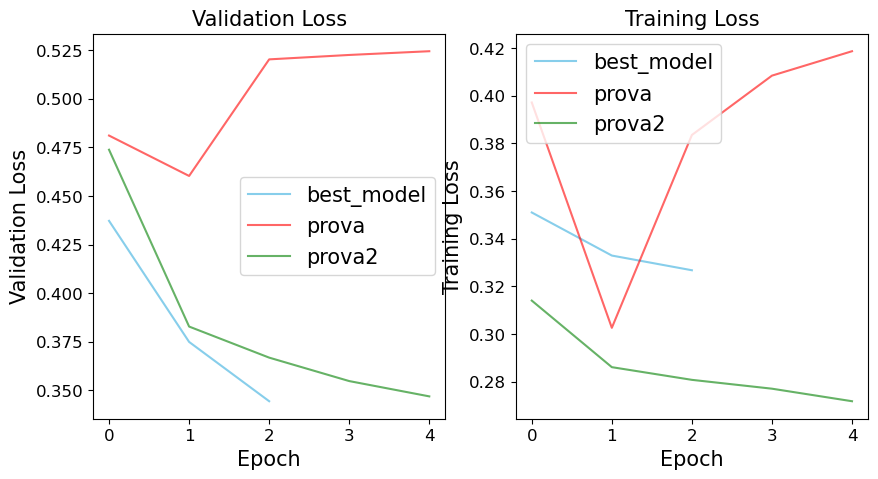 Validation Loss
0.525
0.500
0.475
0.450
0.425
0.400
0.375
0.350
Validation Loss
best_model
prova
prova2
0 1 2 3 4
Epoch
Training Loss
0.42
0.40
0.38
0.36
0.34
0.32
0.30
0.28
Training Loss
best_model
prova
prova2
0 1 2 3 4
Epoch